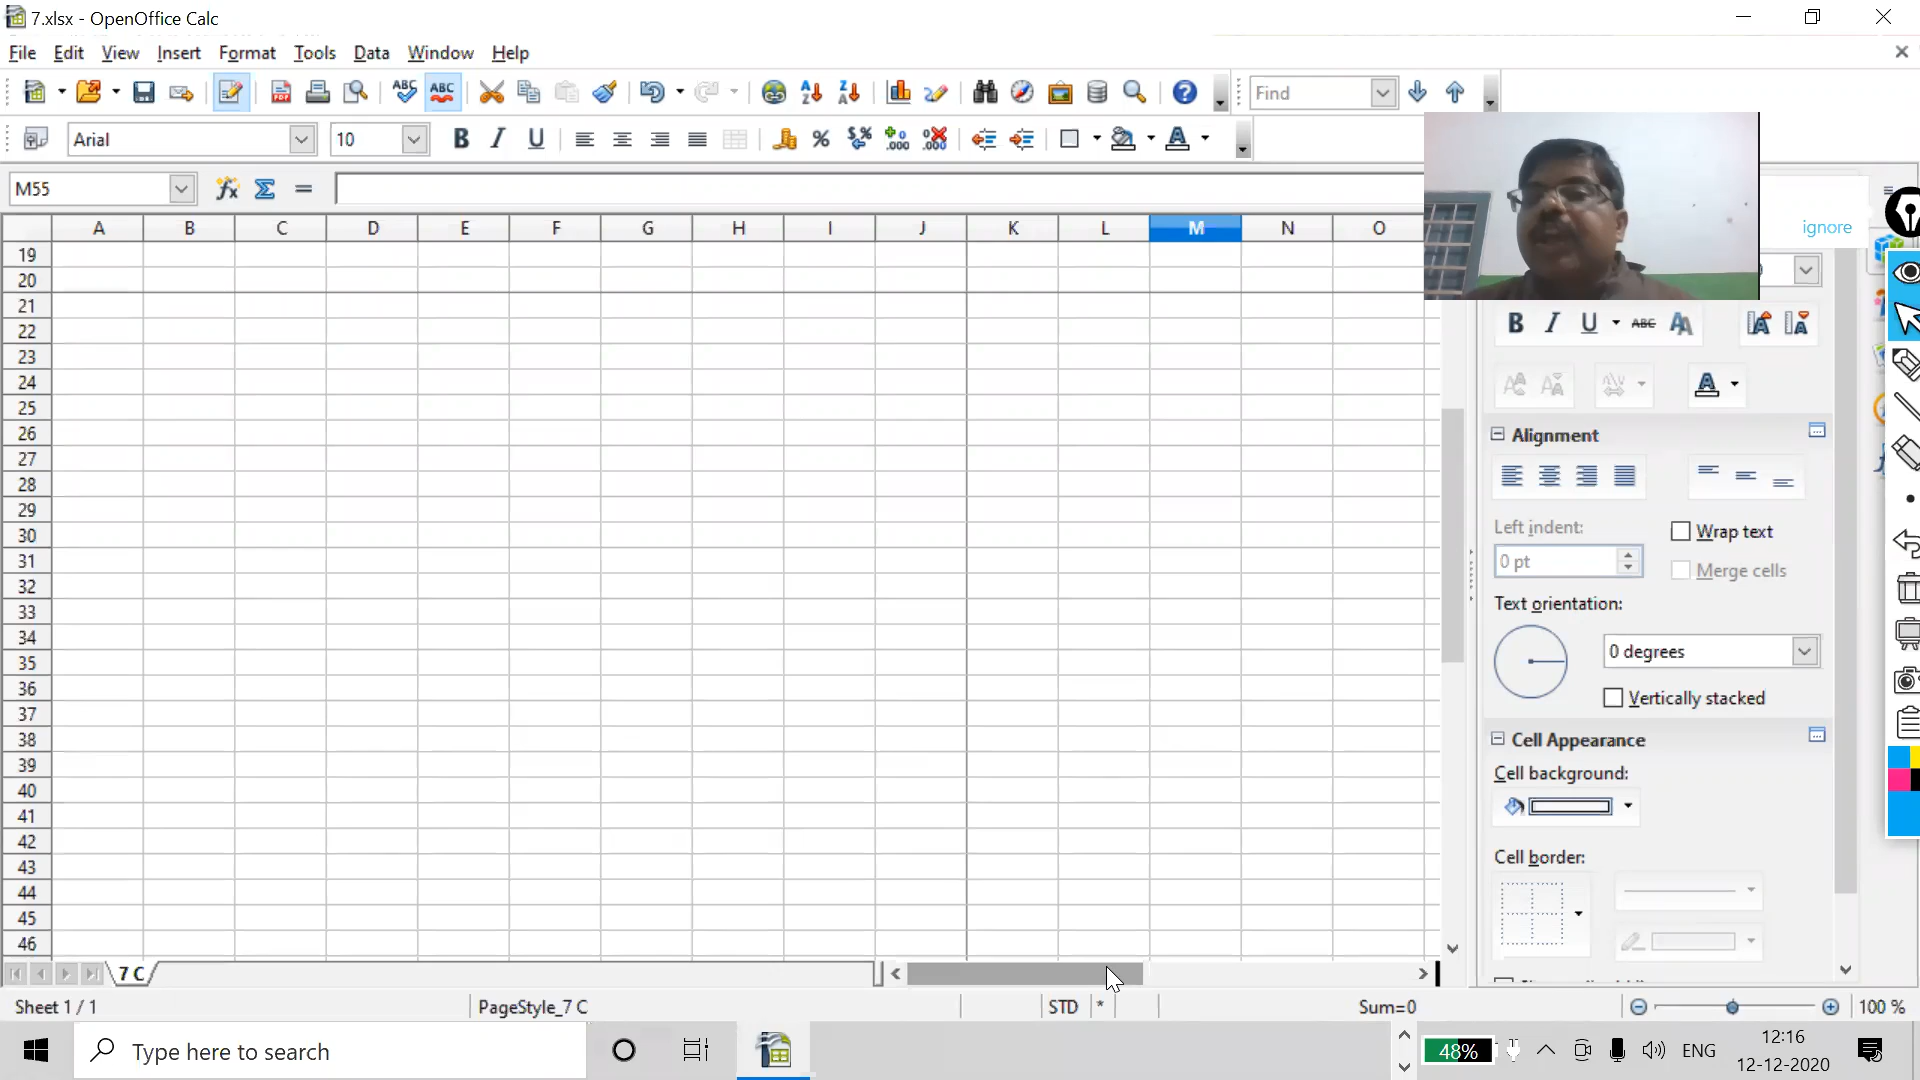 7.xlsx - OpenOffice Calc
File Edit View Insert Format Tools Data Window Help
ABC ABC Find
Arial 10
M55
ignore
A B C D E F G H I J K L M N O
19
20
21
22
23
24
25
26
27
28
29
30
31
32
33
34
35
36
37
38
39
40
41
42
43
44
45
46
Alignment
Left indent:
Wrap text
0 pt
Merge cells
Text orientation:
0 degrees
Vertically stacked
Cell Appearance
Cell background:
Cell border:
7 C
Sheet 1 / 1 PageStyle_7 C STD * Sum=0 100 %
Type here to search
48% ENG
12:16
12-12-2020